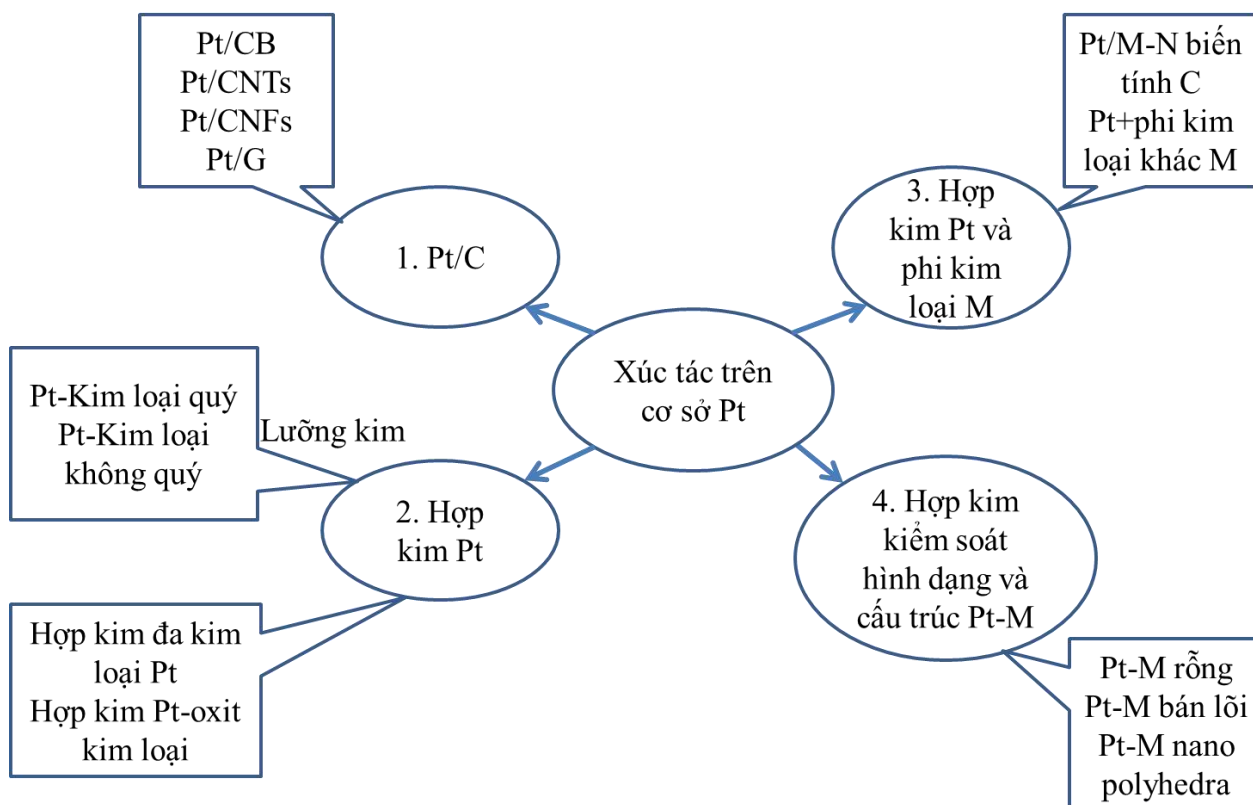 Pt/CB
Pt/CNTs
Pt/CNFs
Pt/G
1. Pt/C
Pt/M-N biến
tính C
Pt+phi kim
loại khác M
3. Hợp
kim Pt và
phi kim
loại M
Xúc tác trên
cơ sở Pt
Pt-Kim loại quý
Pt-Kim loại
không quý
Lưỡng kim
2. Hợp
kim Pt
Hợp kim đa kim
loại Pt
Hợp kim Pt-oxit
kim loại
4. Hợp kim
kiểm soát
hình dạng và
cấu trúc Pt-M
Pt-M rỗng
Pt-M bán lõi
Pt-M nano
polyhedra